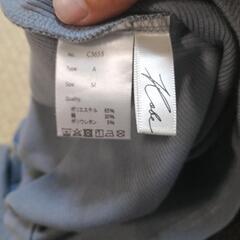 No. C3655
Type A
Size M
Quality
ポリエステル 65%
綿 30%
ポリウレタン 5%